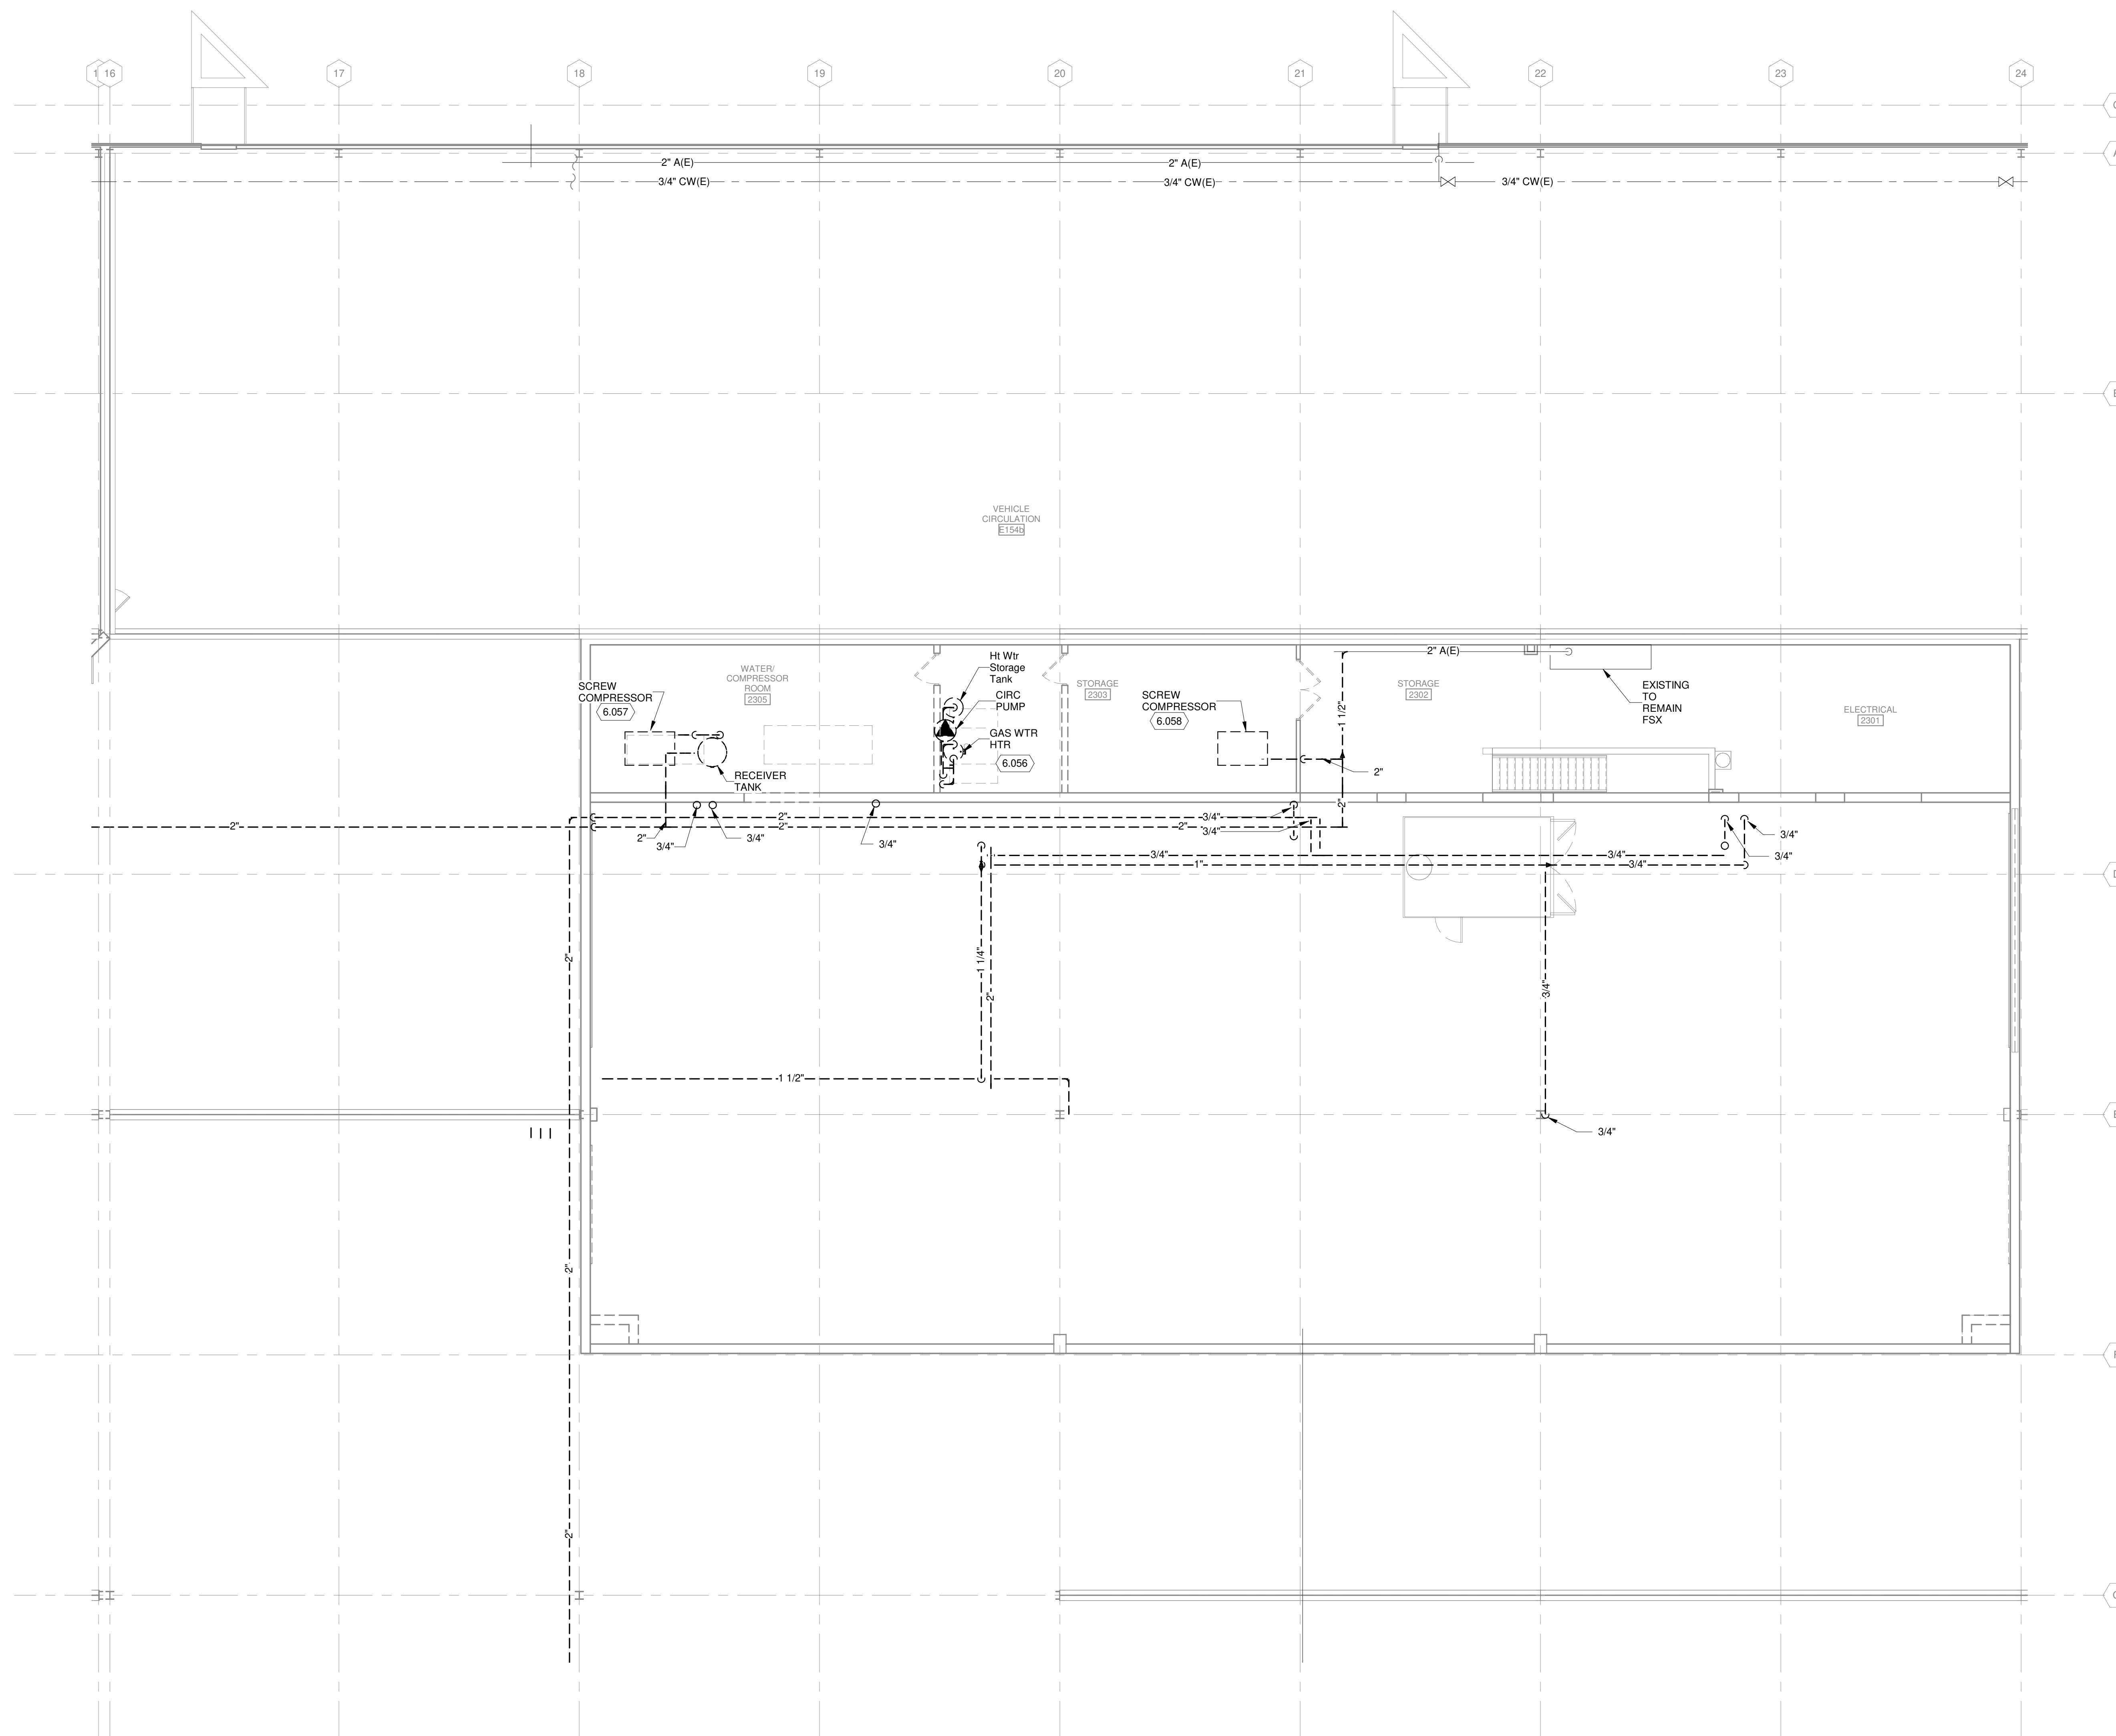 16
17
18
19
20
21
22
23
24
2" A(E)
2" A(E)
3/4" CW(E)
3/4" CW(E)
3/4" CW(E)
VEHICLE
CIRCULATION
E154b
SCREW
COMPRESSOR
6.057
WATER/
COMPRESSOR
ROOM
2305
RECEIVER
TANK
Ht Wtr
Storage
Tank
CIRC
PUMP
GAS WTR
HTR
6.056
STORAGE
2303
SCREW
COMPRESSOR
6.058
2" A(E)
1 1/2"
2"
2"
STORAGE
2302
EXISTING
TO
REMAIN
FSX
ELECTRICAL
2301
2"
2"
2"
2"
2"
3/4"
3/4"
3/4"
3/4"
3/4"
3/4"
1"
3/4"
3/4"
3/4"
3/4"
2"
1 1/4"
2"
3/4"
1 1/2"
3/4"
2"
2"